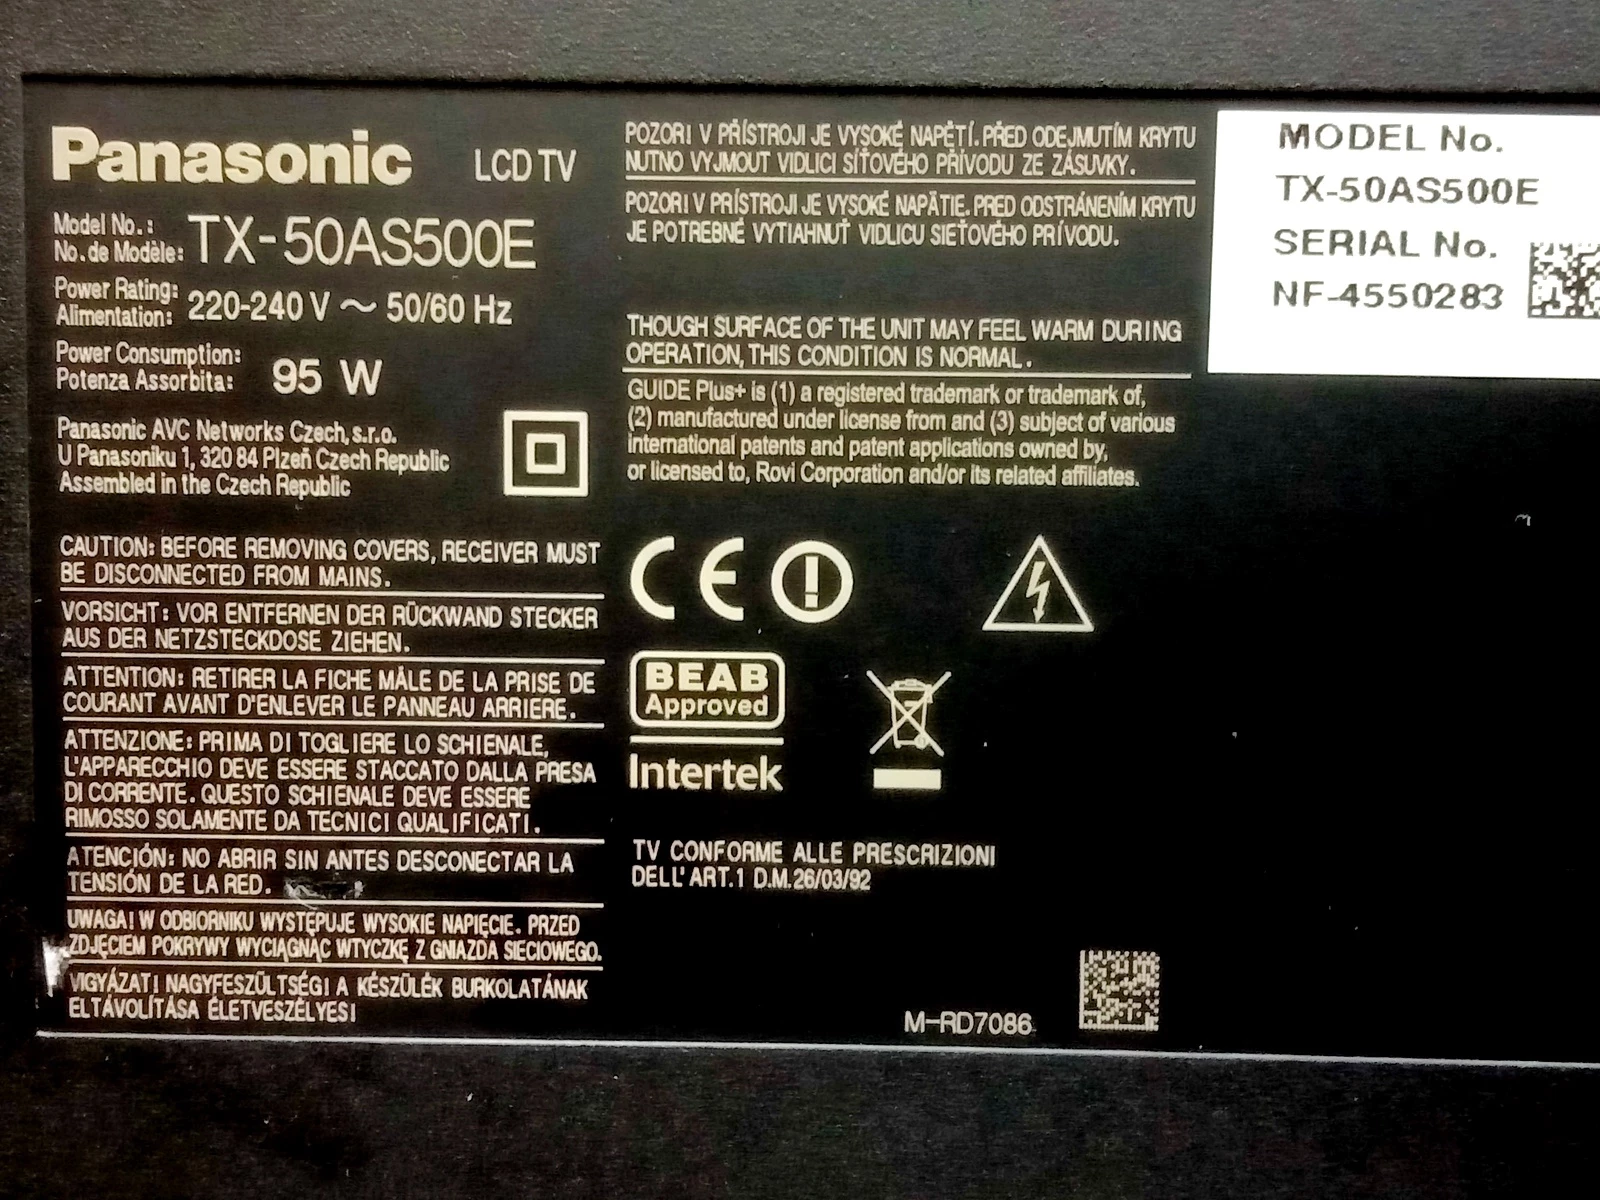 Panasonic LCD TV
Model No.:
No. de Modèle: TX-50AS500E
Power Rating:
Alimentation: 220-240 V ~ 50/60 Hz
Power Consumption:
Potenza Assorbita: 95 W
Panasonic AVC Networks Czech, s.r.o.
U Panasoniku 1, 320 84 Plzeň Czech Republic
Assembled in the Czech Republic
CAUTION: BEFORE REMOVING COVERS, RECEIVER MUST
BE DISCONNECTED FROM MAINS.
VORSICHT: VOR ENTFERNEN DER RÜCKWAND STECKER
AUS DER NETZSTECKDOSE ZIEHEN.
ATTENTION: RETIRER LA FICHE MÂLE DE LA PRISE DE
COURANT AVANT D'ENLEVER LE PANNEAU ARRIERE.
ATTENZIONE: PRIMA DI TOGLIERE LO SCHIENALE,
L'APPARECCHIO DEVE ESSERE STACCATO DALLA PRESA
DI CORRENTE. QUESTO SCHIENALE DEVE ESSERE
RIMOSSO SOLAMENTE DA TECNICI QUALIFICATI.
ATENCIÓN: NO ABRIR SIN ANTES DESCONECTAR LA
TENSIÓN DE LA RED.
UWAGA! W ODBIORNIKU WYSTĘPUJE WYSOKIE NAPIĘCIE. PRZED
ZDJĘCIEM POKRYWY WYCIĄGNĄĆ WTYCZKĘ Z GNIAZDA SIECIOWEGO.
VIGYÁZAT! NAGYFESZÜLTSÉG! A KÉSZÜLÉK BURKOLATÁNAK
ELTÁVOLÍTÁSA ÉLETVESZÉLYES!
POZOR! V PŘÍSTROJI JE VYSOKÉ NAPĚTÍ. PŘED ODEJMUTÍM KRYTU
NUTNO VYJMOUT VIDLICI SÍŤOVÉHO PŘÍVODU ZE ZÁSUVKY.
POZOR! V PRÍSTROJI JE VYSOKÉ NAPÄTIE. PRED ODSTRÁNENÍM KRYTU
JE POTREBNÉ VYTIAHNUŤ VIDLICU SIEŤOVÉHO PRÍVODU.
THOUGH SURFACE OF THE UNIT MAY FEEL WARM DURING
OPERATION, THIS CONDITION IS NORMAL.
GUIDE Plus+ is (1) a registered trademark or trademark of,
(2) manufactured under license from and (3) subject of various
international patents and patent applications owned by,
or licensed to, Rovi Corporation and/or its related affiliates.
CE
BEAB
Approved
Intertek
TV CONFORME ALLE PRESCRIZIONI
DELL'ART.1 D.M.26/03/92
M-RD7086
MODEL No.
TX-50AS500E
SERIAL No.
NF-4550283